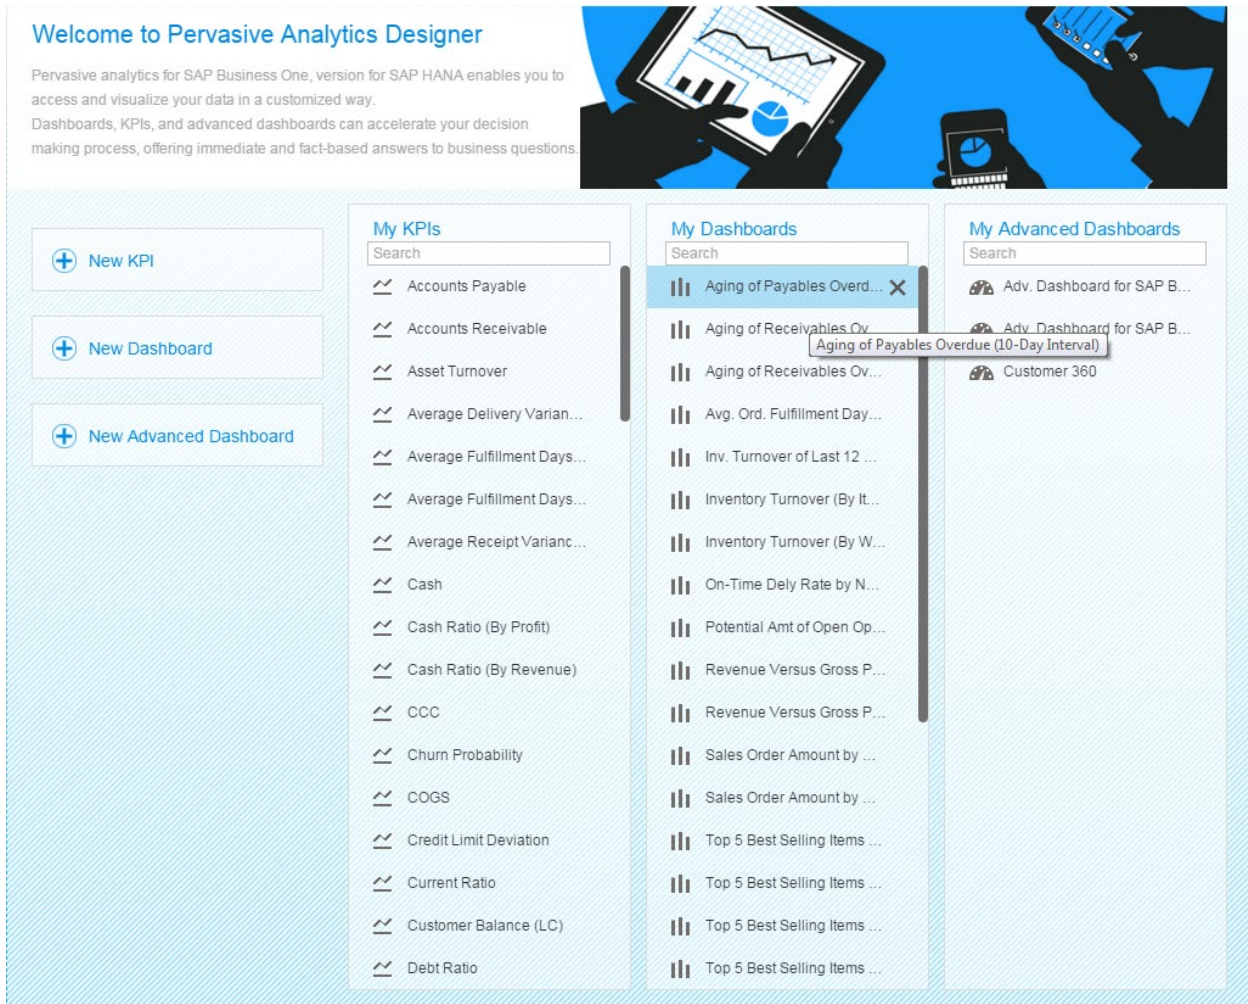 Welcome to Pervasive Analytics Designer
Pervasive analytics for SAP Business One, version for SAP HANA enables you to
access and visualize your data in a customized way.
Dashboards, KPIs, and advanced dashboards can accelerate your decision
making process, offering immediate and fact-based answers to business questions.
New KPI
New Dashboard
New Advanced Dashboard
My KPIs
Search
Accounts Payable
Accounts Receivable
Asset Turnover
Average Delivery Varian...
Average Fulfillment Days...
Average Fulfillment Days...
Average Receipt Varianc...
Cash
Cash Ratio (By Profit)
Cash Ratio (By Revenue)
CCC
Churn Probability
COGS
Credit Limit Deviation
Current Ratio
Customer Balance (LC)
Debt Ratio
My Dashboards
Search
Aging of Payables Overd...
Aging of Receivables Ov...
Aging of Payables Overdue (10-Day Interval)
Aging of Receivables Ov...
Avg. Ord. Fulfillment Day...
Inv. Turnover of Last 12 ...
Inventory Turnover (By It...
Inventory Turnover (By W...
On-Time Dely Rate by N...
Potential Amt of Open Op...
Revenue Versus Gross P...
Revenue Versus Gross P...
Sales Order Amount by ...
Sales Order Amount by ...
Top 5 Best Selling Items ...
Top 5 Best Selling Items ...
Top 5 Best Selling Items ...
Top 5 Best Selling Items ...
My Advanced Dashboards
Search
Adv. Dashboard for SAP B...
Adv. Dashboard for SAP B...
Customer 360